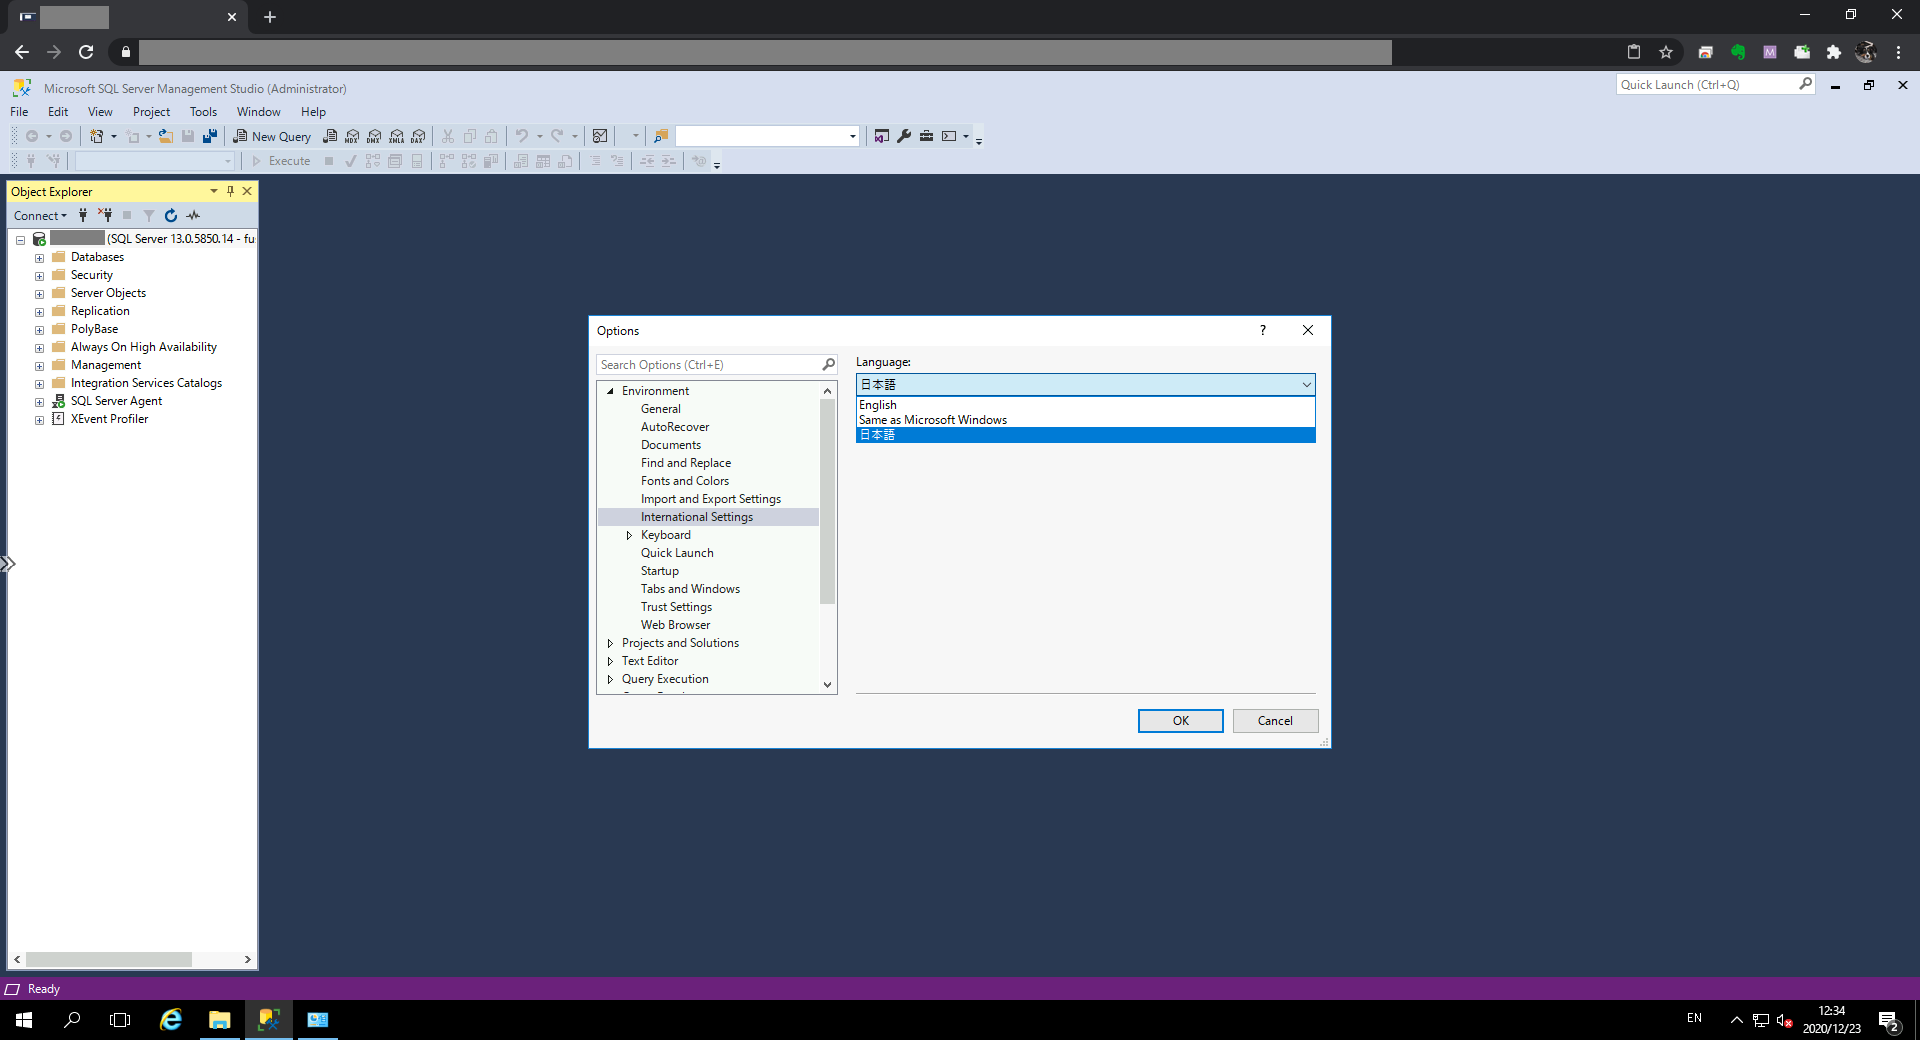 Microsoft SQL Server Management Studio (Administrator)
Quick Launch (Ctrl+Q)
File Edit View Project Tools Window Help
New Query MDX DMX XMLA DAX
Execute
Object Explorer
Connect
(SQL Server 13.0.5850.14 - fu
Databases
Security
Server Objects
Replication
PolyBase
Always On High Availability
Management
Integration Services Catalogs
SQL Server Agent
XEvent Profiler
Options
?
Search Options (Ctrl+E)
Environment
General
AutoRecover
Documents
Find and Replace
Fonts and Colors
Import and Export Settings
International Settings
Keyboard
Quick Launch
Startup
Tabs and Windows
Trust Settings
Web Browser
Projects and Solutions
Text Editor
Query Execution
Language:
日本語
English
Same as Microsoft Windows
日本語
OK Cancel
Ready
EN
12:34
2020/12/23
2